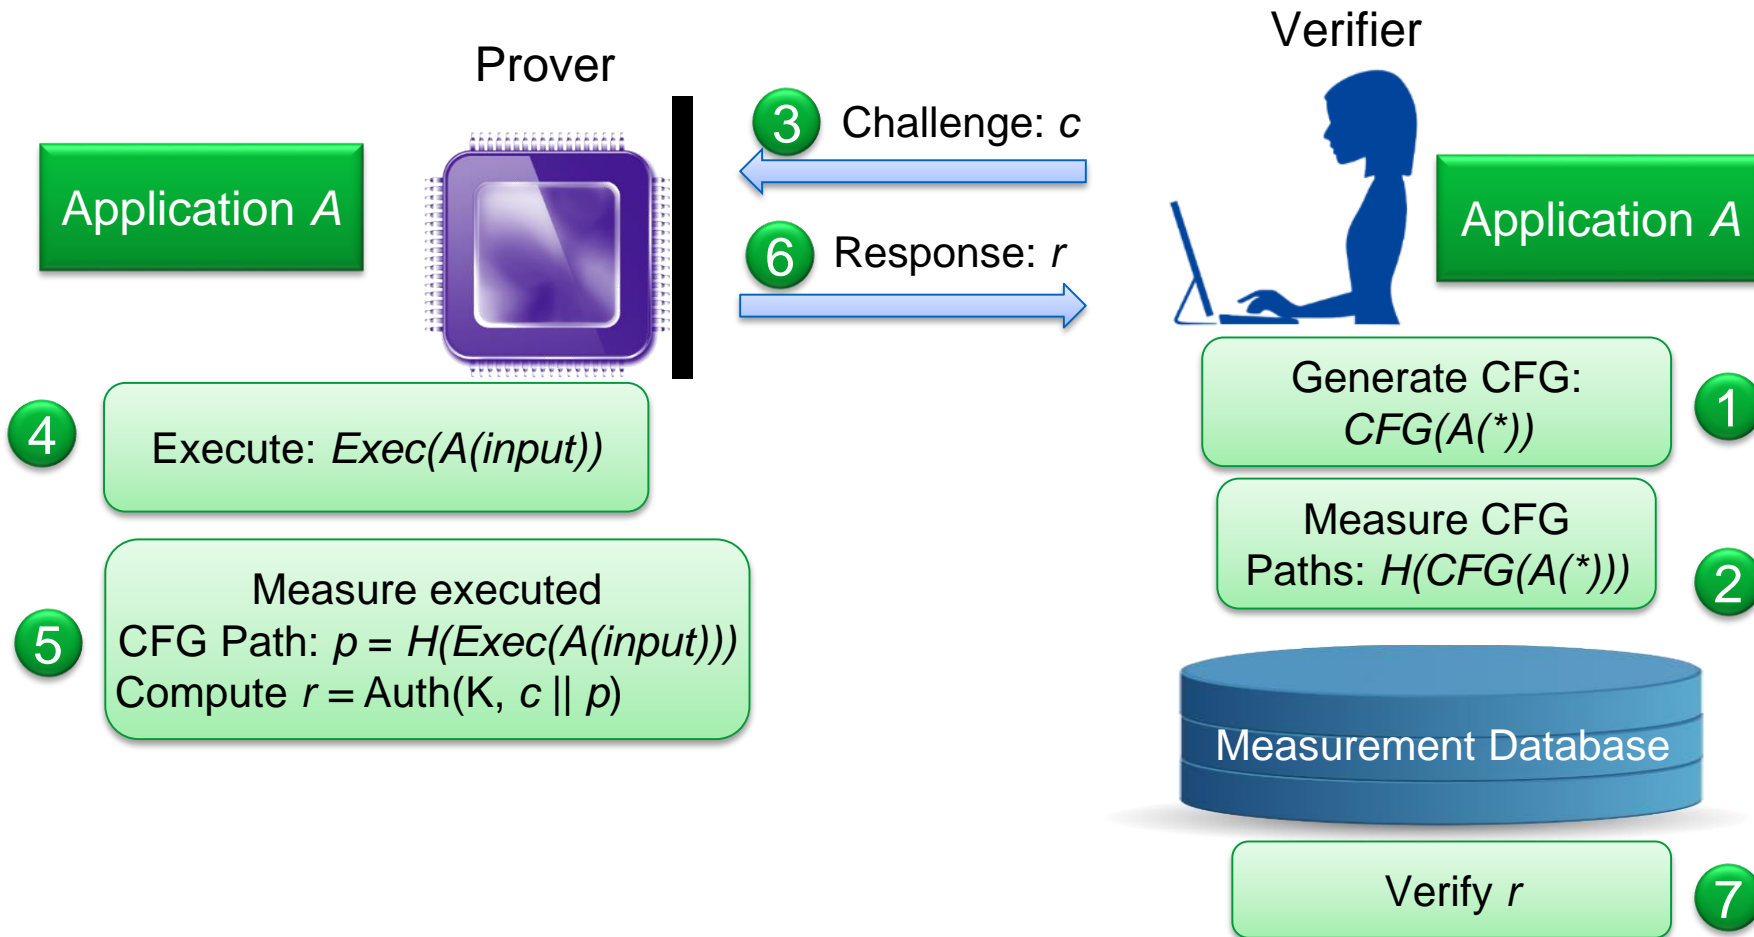 Prover
Verifier
3 Challenge: c
Application A
Application A
6 Response: r
Generate CFG:
CFG(A(*))
1
4
Execute: Exec(A(input))
Measure CFG
Paths: H(CFG(A(*)))
2
5
Measure executed
CFG Path: p = H(Exec(A(input)))
Compute r = Auth(K, c || p)
Measurement Database
Verify r
7